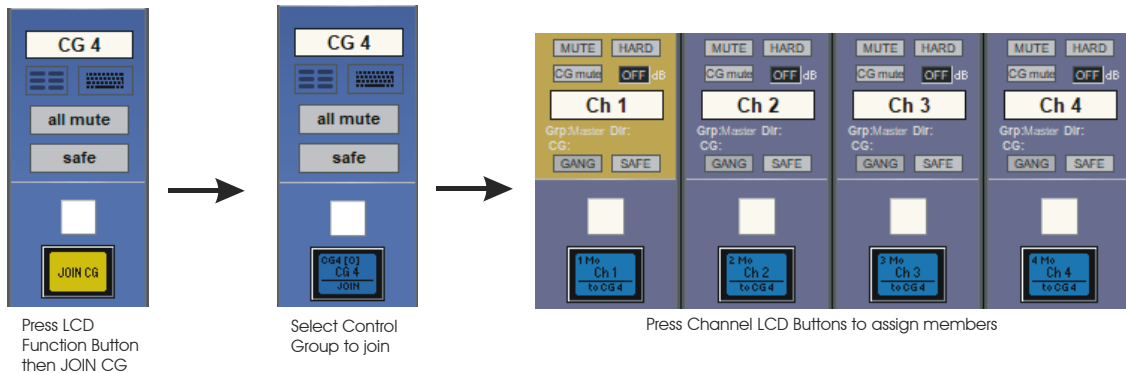 CG 4
all mute
safe
JOIN CG
Press LCD
Function Button
then JOIN CG
CG 4
all mute
safe
CG4 [0]
CG 4
JOIN
Select Control
Group to join
MUTE HARD
CG mute OFF dB
Ch 1
Grp:Master Dir:
CG:
GANG SAFE
1 Mo
Ch 1
to CG 4
MUTE HARD
CG mute OFF dB
Ch 2
Grp:Master Dir:
CG:
GANG SAFE
2 Mo
Ch 2
to CG 4
MUTE HARD
CG mute OFF dB
Ch 3
Grp:Master Dir:
CG:
GANG SAFE
3 Mo
Ch 3
to CG 4
MUTE HARD
CG mute OFF dB
Ch 4
Grp:Master Dir:
CG:
GANG SAFE
4 Mo
Ch 4
to CG 4
Press Channel LCD Buttons to assign members